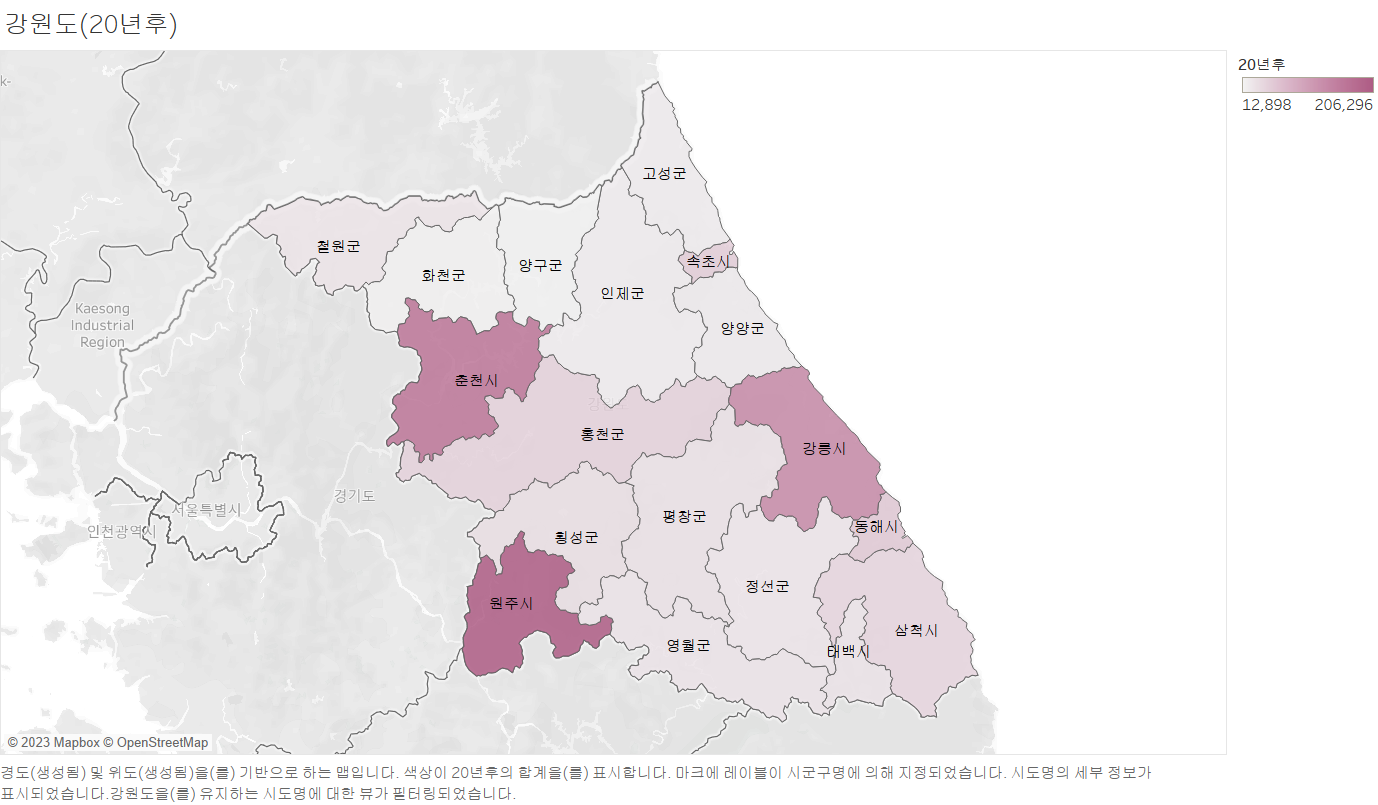 강원도(20년후)
20년후
12,898 206,296
k-
고성군
철원군
속초시
양구군
화천군
인제군
Kaesong
Industrial
Region
양양군
춘천시
홍천군
강릉시
경기도
서울특별시
평창군
동해시
인천광역시
횡성군
정선군
원주시
삼척시
영월군
태백시
© 2023 Mapbox © OpenStreetMap
경도(생성됨) 및 위도(생성됨)을(를) 기반으로 하는 맵입니다. 색상이 20년후의 합계을(를) 표시합니다. 마크에 레이블이 시군구명에 의해 지정되었습니다. 시도명의 세부 정보가
표시되었습니다.강원도을(를) 유지하는 시도명에 대한 뷰가 필터링되었습니다.